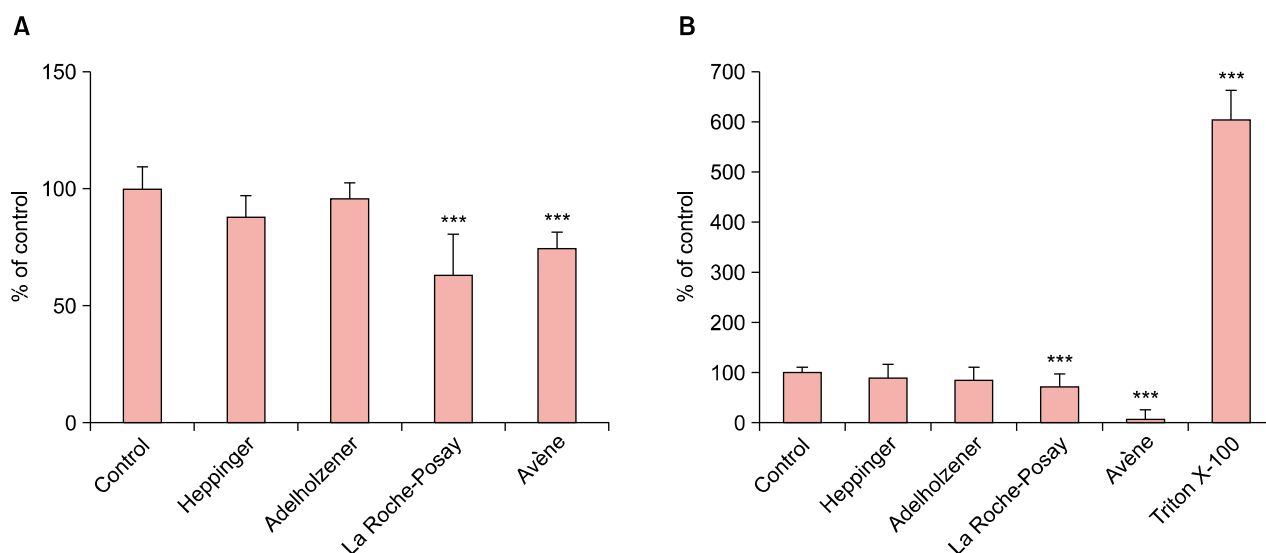 A
% of control
150
100
50
0
***
***
Control
Heppinger
Adelholzener
La Roche-Posay
Avène
B
% of control
700
600
500
400
300
200
100
0
***
***
***
Control
Heppinger
Adelholzener
La Roche-Posay
Avène
Triton X-100